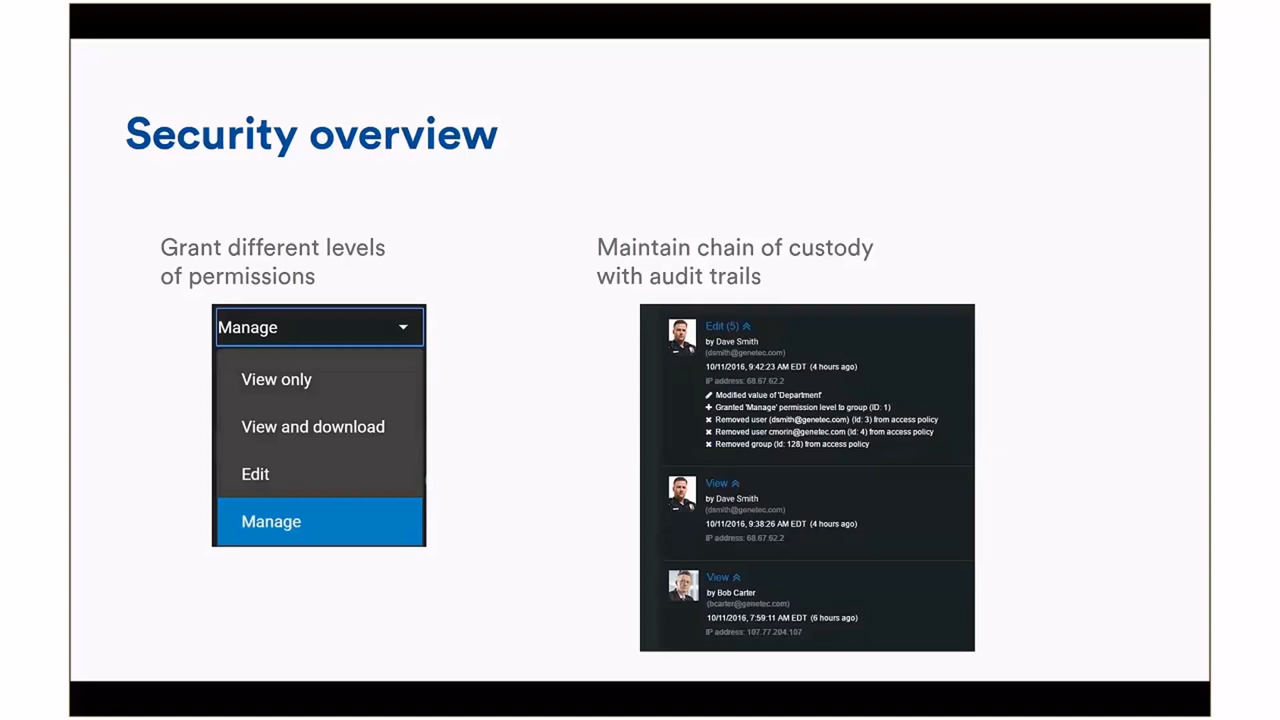 Security overview
Grant different levels
of permissions
Manage
View only
View and download
Edit
Manage
Maintain chain of custody
with audit trails
Edit (5)
by Dave Smith
(dsmith@genetec.com)
10/11/2016, 9:42:23 AM EDT (4 hours ago)
IP address: 68.67.62.2
Modified value of 'Department'
Granted 'Manage' permission level to group (ID: 1)
Removed user (dsmith@genetec.com) (Id: 3) from access policy
Removed user cmorin@genetec.com (Id: 4) from access policy
Removed group (Id: 128) from access policy
View
by Dave Smith
(dsmith@genetec.com)
10/11/2016, 9:38:26 AM EDT (4 hours ago)
IP address: 68.67.62.2
View
by Bob Carter
(bcarter@genetec.com)
10/11/2016, 7:59:11 AM EDT (6 hours ago)
IP address: 107.77.204.107